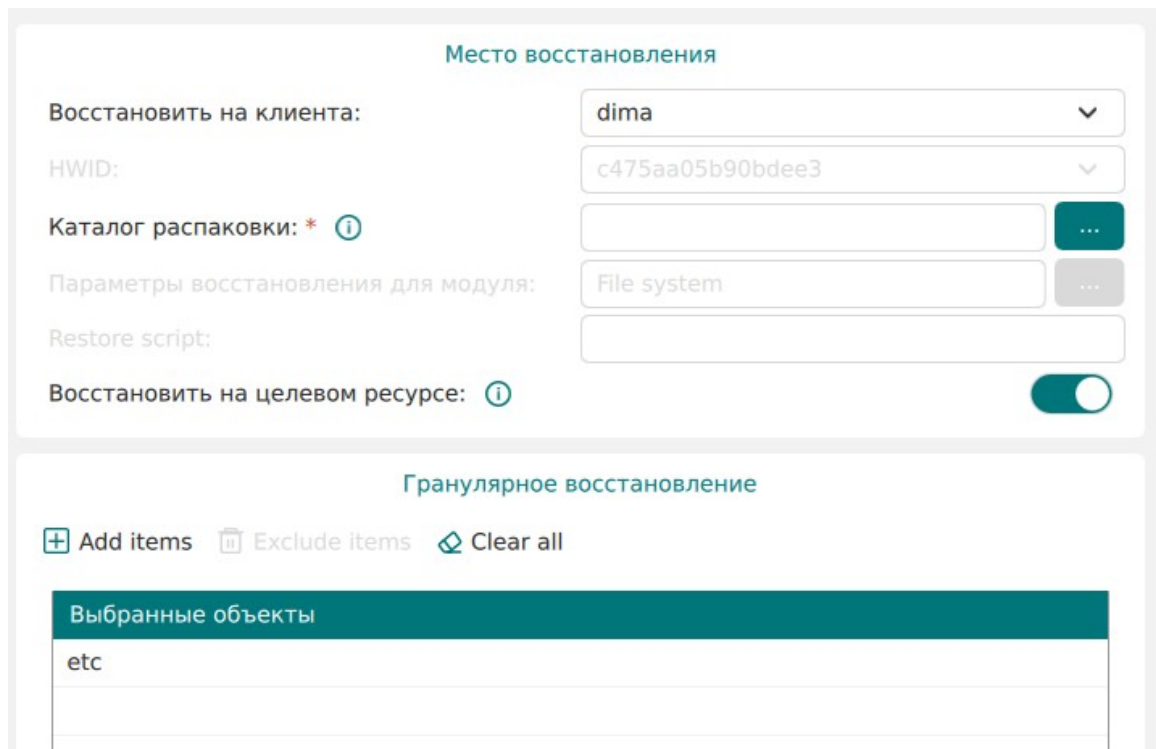 Место восстановления
Восстановить на клиента: dima
HWID: c475aa05b90bdee3
Каталог распаковки: * ...
Параметры восстановления для модуля: File system ...
Restore script:
Восстановить на целевом ресурсе:
Гранулярное восстановление
Add items Exclude items Clear all
Выбранные объекты
etc